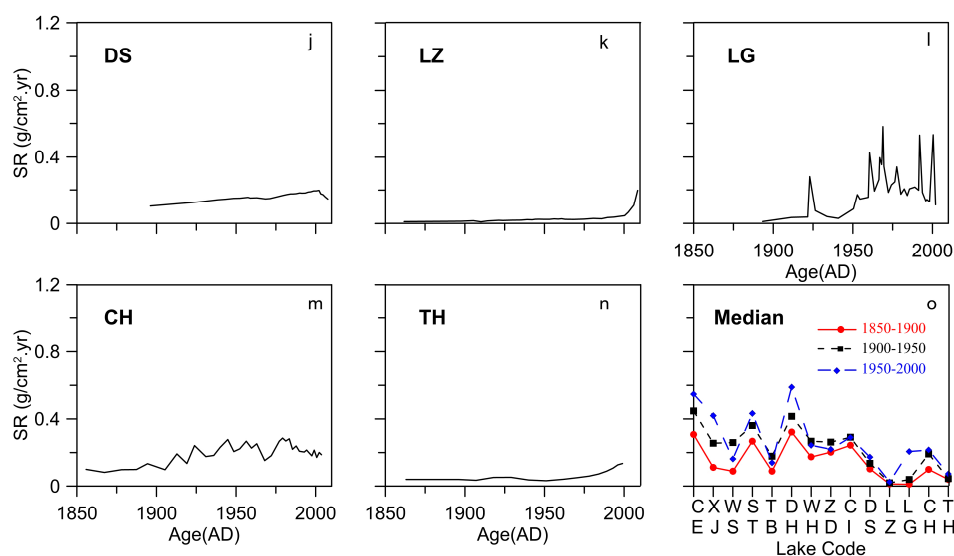 1.2
0.8
0.4
0
SR (g/cm².yr)
DS
j
LZ
k
LG
l
1850 1900 1950 2000
Age(AD)
1.2
0.8
0.4
0
SR (g/cm².yr)
CH
m
TH
n
Median
o
1850-1900
1900-1950
1950-2000
1850 1900 1950 2000
Age(AD)
1850 1900 1950 2000
Age(AD)
C X W S T D W Z C D L L C T
E J S T B H H D I S Z G H H
Lake Code